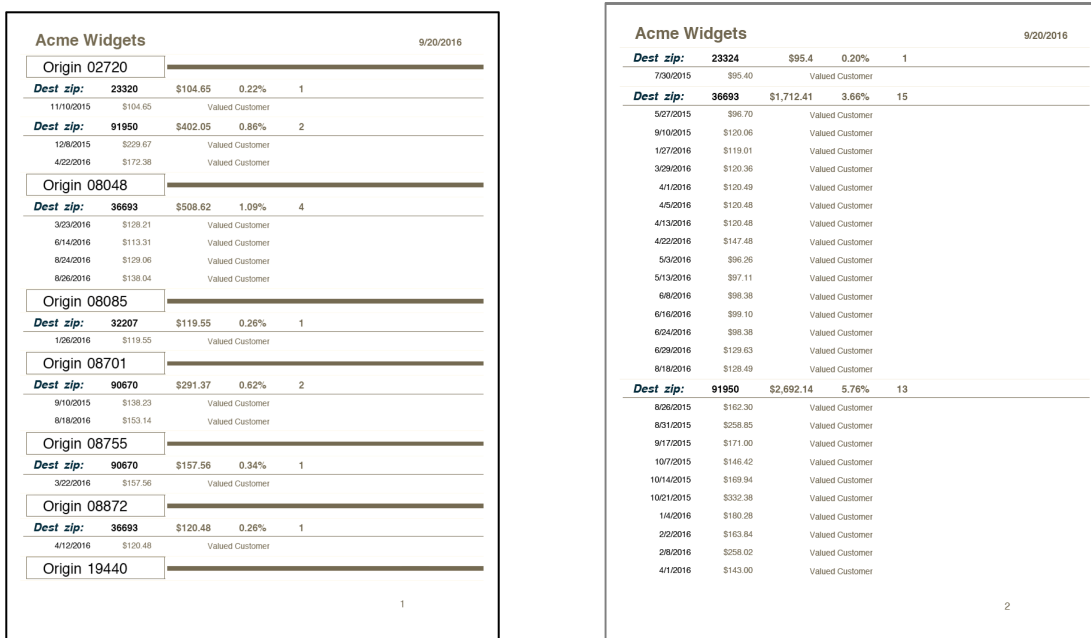 Acme Widgets 9/20/2016
Origin 02720
Dest zip: 23320 $104.65 0.22% 1
11/10/2015 $104.65 Valued Customer
Dest zip: 91950 $402.05 0.86% 2
12/8/2015 $229.67 Valued Customer
4/22/2016 $172.38 Valued Customer
Origin 08048
Dest zip: 36693 $508.62 1.09% 4
3/23/2016 $128.21 Valued Customer
6/14/2016 $113.31 Valued Customer
8/24/2016 $129.06 Valued Customer
8/26/2016 $138.04 Valued Customer
Origin 08085
Dest zip: 32207 $119.55 0.26% 1
1/26/2016 $119.55 Valued Customer
Origin 08701
Dest zip: 90670 $291.37 0.62% 2
9/10/2015 $138.23 Valued Customer
8/18/2016 $153.14 Valued Customer
Origin 08755
Dest zip: 90670 $157.56 0.34% 1
3/22/2016 $157.56 Valued Customer
Origin 08872
Dest zip: 36693 $120.48 0.26% 1
4/12/2016 $120.48 Valued Customer
Origin 19440
1
Acme Widgets 9/20/2016
Dest zip: 23324 $95.4 0.20% 1
7/30/2015 $95.40 Valued Customer
Dest zip: 36693 $1,712.41 3.66% 15
5/27/2015 $96.70 Valued Customer
9/10/2015 $120.06 Valued Customer
1/27/2016 $119.01 Valued Customer
3/29/2016 $120.36 Valued Customer
4/1/2016 $120.49 Valued Customer
4/5/2016 $120.48 Valued Customer
4/13/2016 $120.48 Valued Customer
4/22/2016 $147.48 Valued Customer
5/3/2016 $96.26 Valued Customer
5/13/2016 $97.11 Valued Customer
6/8/2016 $98.38 Valued Customer
6/16/2016 $99.10 Valued Customer
6/24/2016 $98.38 Valued Customer
6/29/2016 $129.63 Valued Customer
8/18/2016 $128.49 Valued Customer
Dest zip: 91950 $2,692.14 5.76% 13
8/26/2015 $162.30 Valued Customer
8/31/2015 $258.85 Valued Customer
9/17/2015 $171.00 Valued Customer
10/7/2015 $146.42 Valued Customer
10/14/2015 $169.94 Valued Customer
10/21/2015 $332.38 Valued Customer
1/4/2016 $180.28 Valued Customer
2/2/2016 $163.84 Valued Customer
2/8/2016 $258.02 Valued Customer
4/1/2016 $143.00 Valued Customer
2